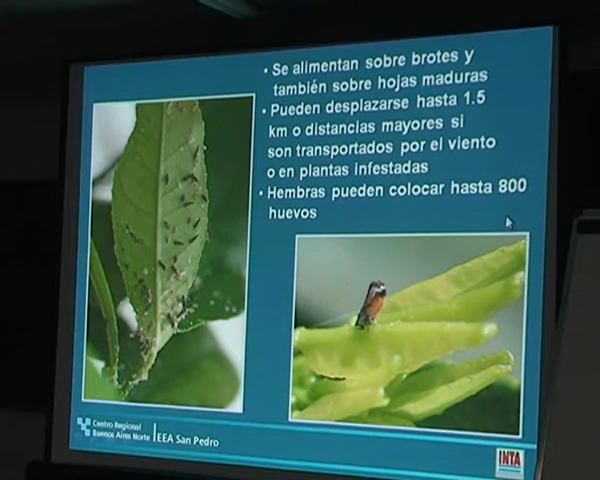 • Se alimentan sobre brotes y
también sobre hojas maduras
• Pueden desplazarse hasta 1.5
km o distancias mayores si
son transportados por el viento
o en plantas infestadas
• Hembras pueden colocar hasta 800
huevos
Centro Regional
Buenos Aires Norte
EEA San Pedro
INTA